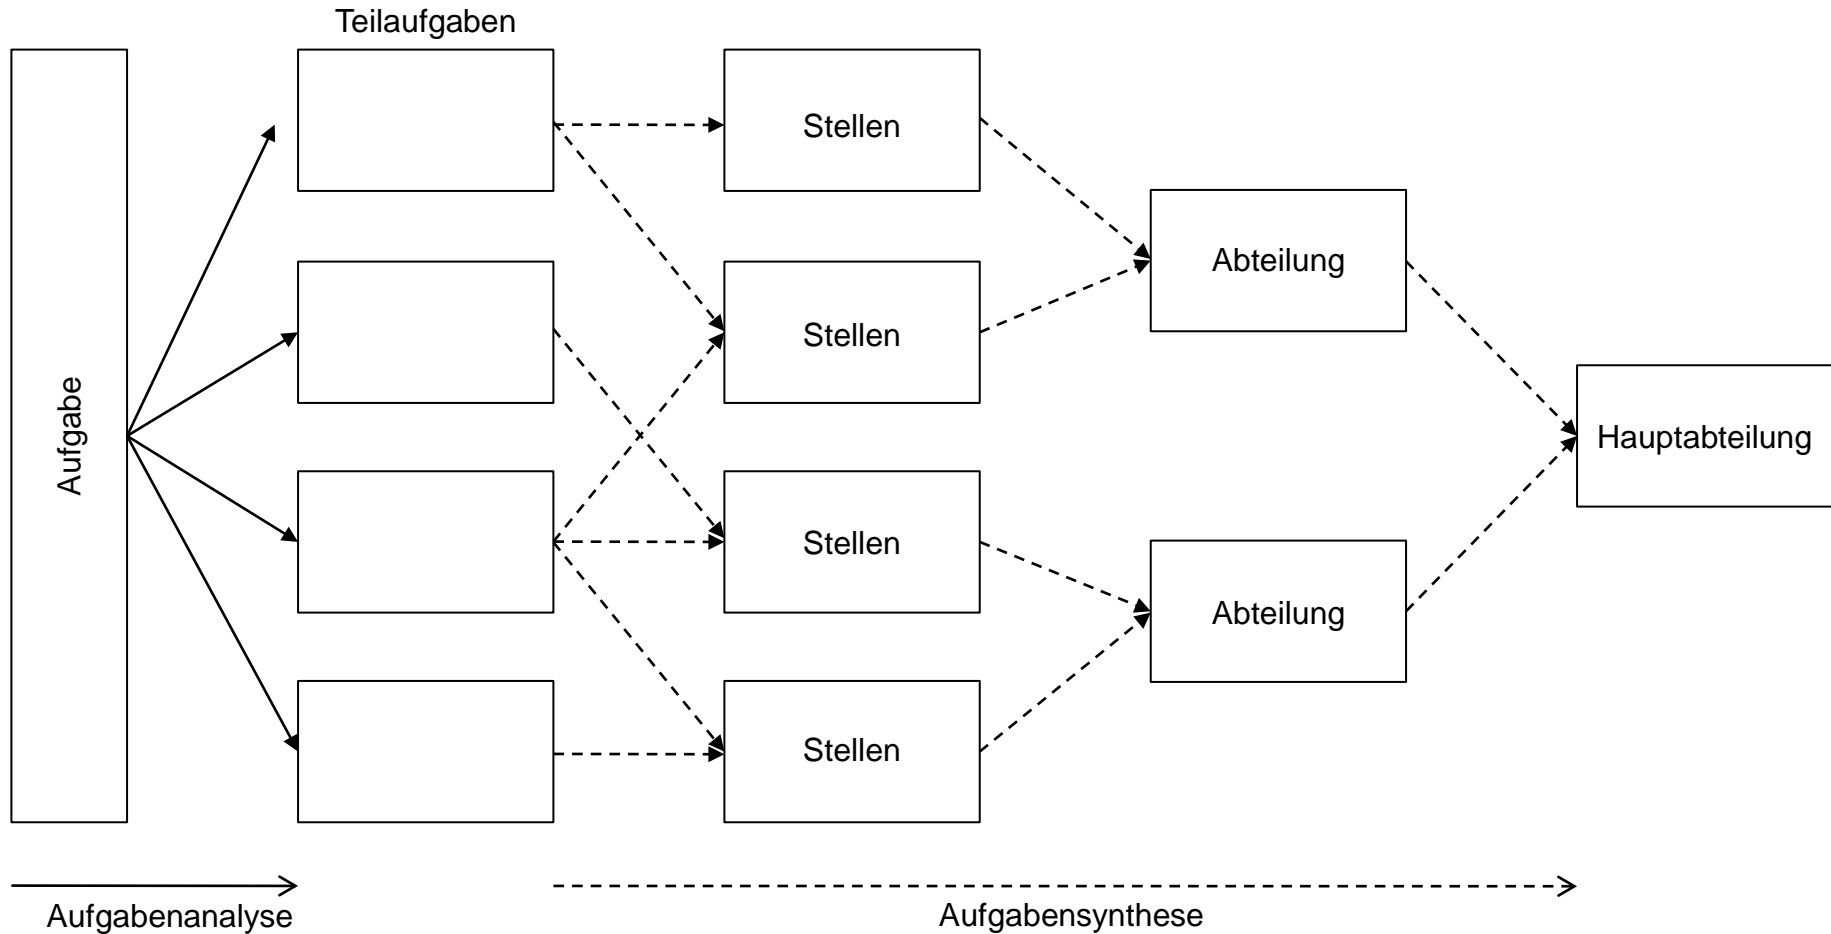 Teilaufgaben
Aufgabe
Stellen
Stellen
Stellen
Stellen
Abteilung
Abteilung
Hauptabteilung
Aufgabenanalyse
Aufgabensynthese